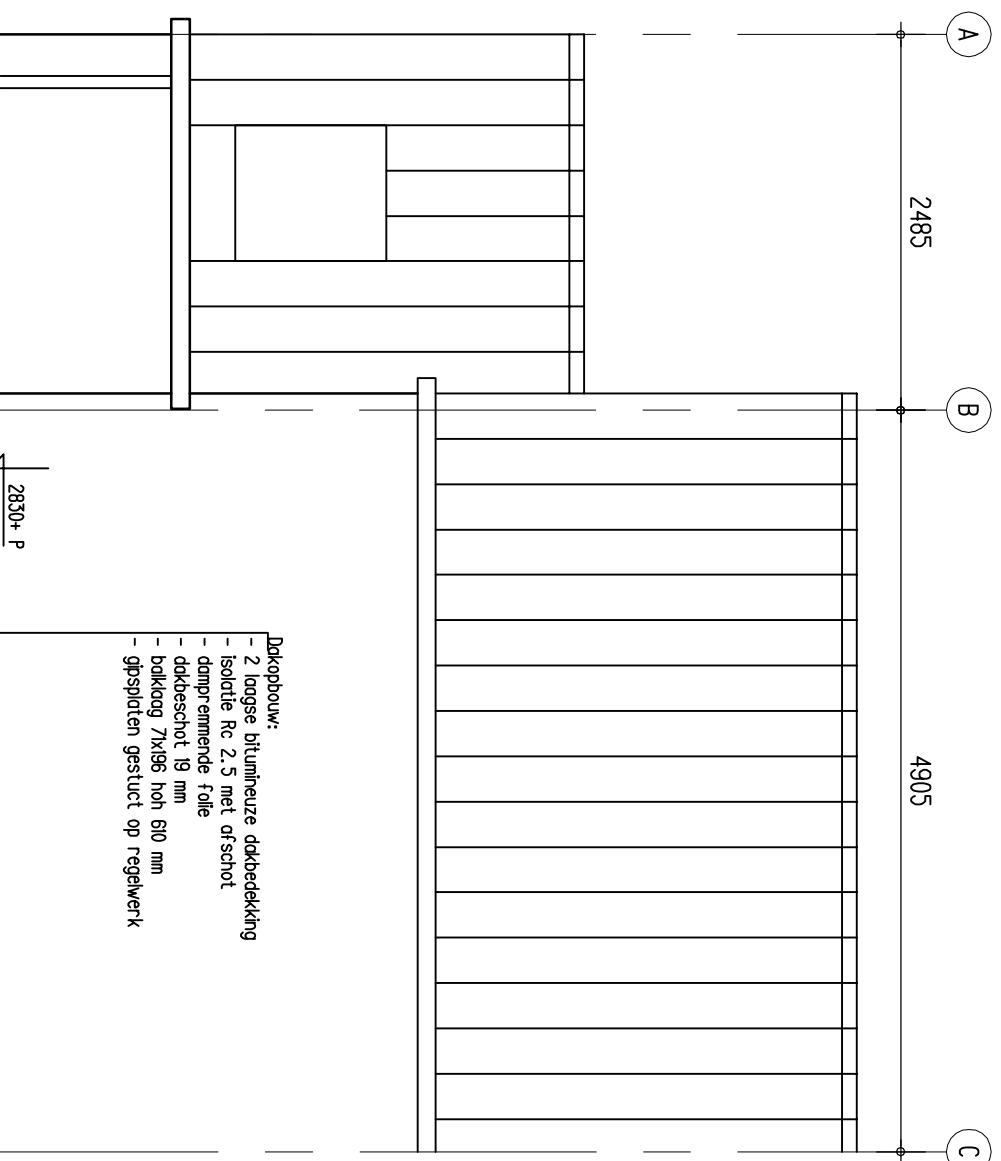 A
2485
B
4905
C
2830+ P
Dakopbouw:
- 2 laagse bitumineuze dakbedekking
- isolatie Rc 2.5 met afschot
- dampremmende folie
- dakbeschot 19 mm
- balklaag 71x196 hoh 610 mm
- gipsplaten gestuct op regelwerk